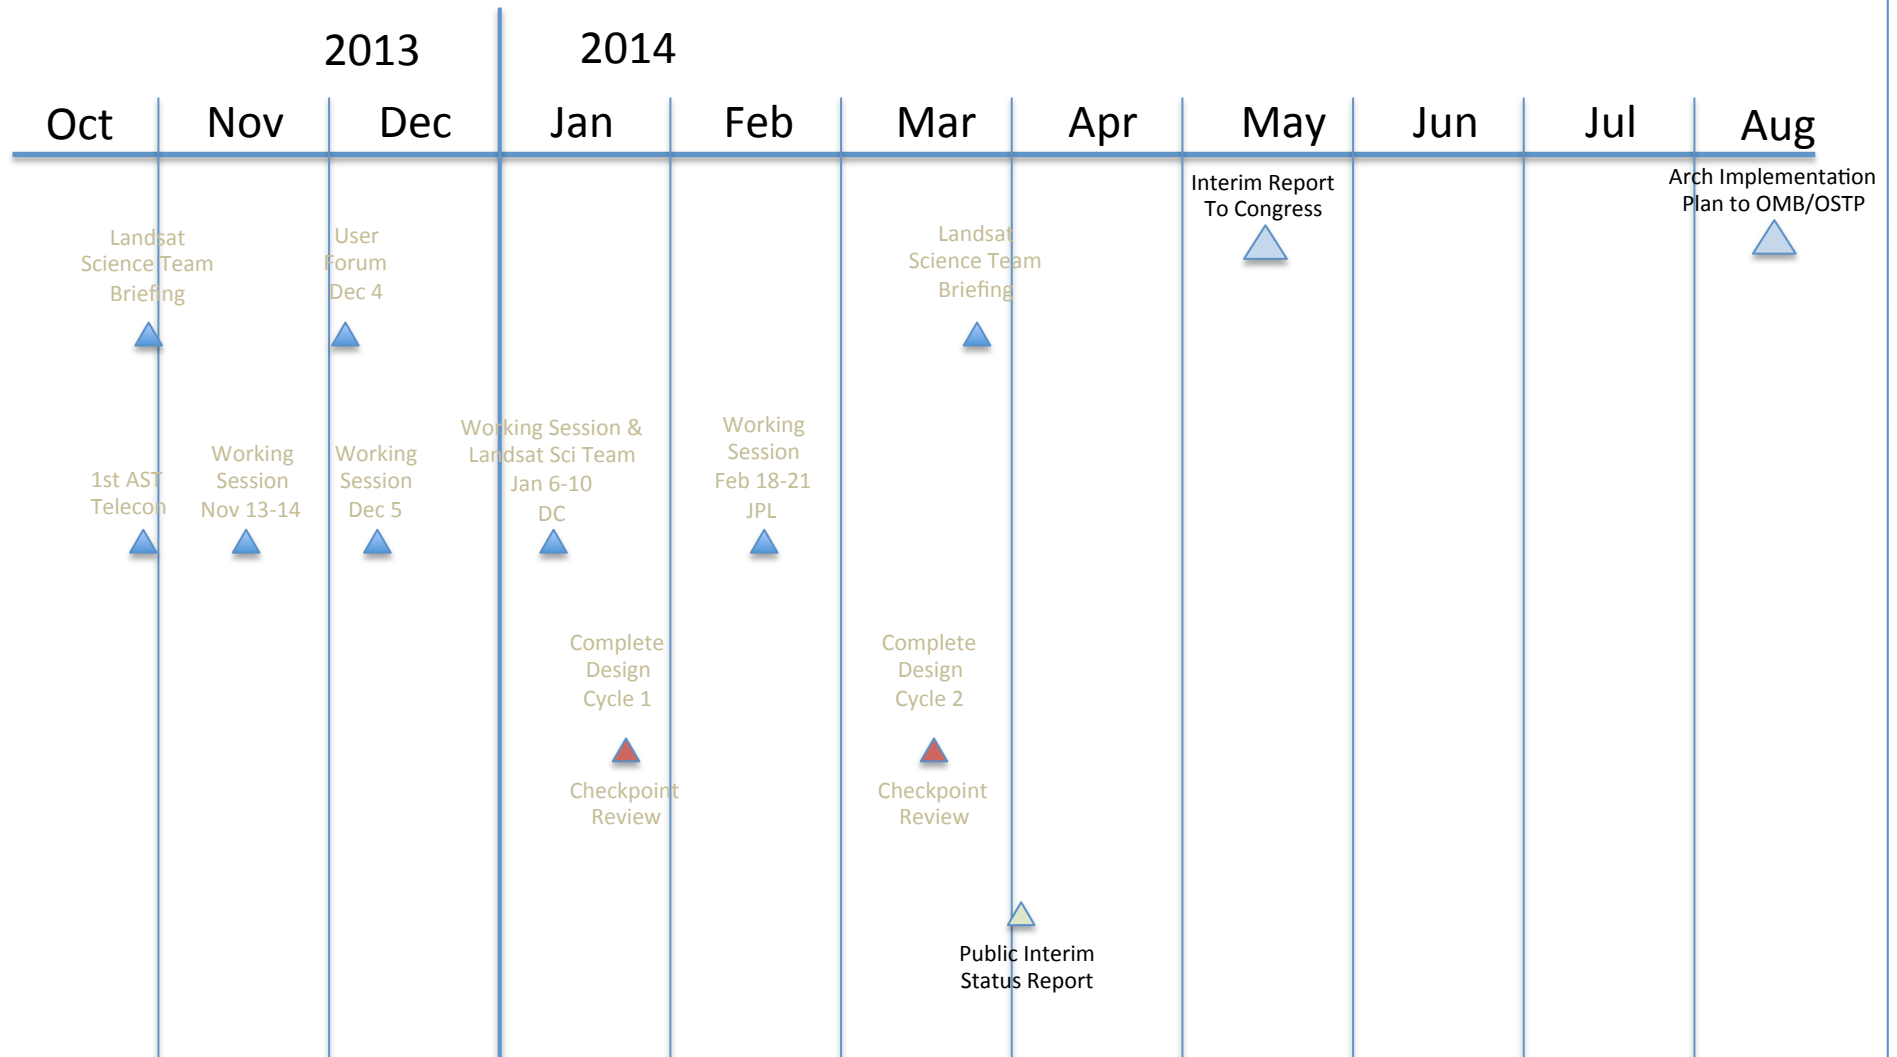 2013
2014
Oct
Nov
Dec
Jan
Feb
Mar
Apr
May
Jun
Jul
Aug
Interim Report
To Congress
Arch Implementation
Plan to OMB/OSTP
Landsat
Science Team
Briefing
User
Forum
Dec 4
Landsat
Science Team
Briefing
1st AST
Telecon
Working
Session
Nov 13-14
Working
Session
Dec 5
Working Session &
Landsat Sci Team
Jan 6-10
DC
Working
Session
Feb 18-21
JPL
Complete
Design
Cycle 1
Checkpoint
Review
Complete
Design
Cycle 2
Checkpoint
Review
Public Interim
Status Report